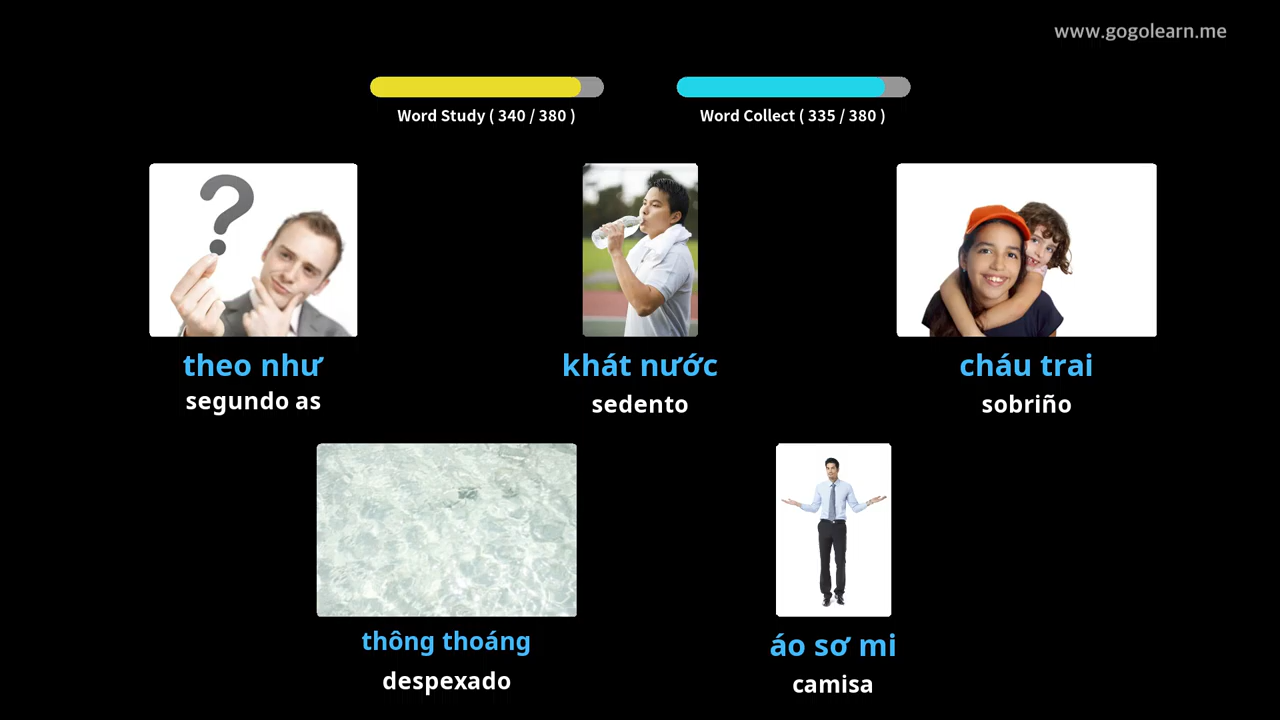 www.gogolearn.me
Word Study ( 340 / 380 )
Word Collect ( 335 / 380 )
theo như
segundo as
khát nước
sedento
cháu trai
sobriño
thông thoáng
despexado
áo sơ mi
camisa